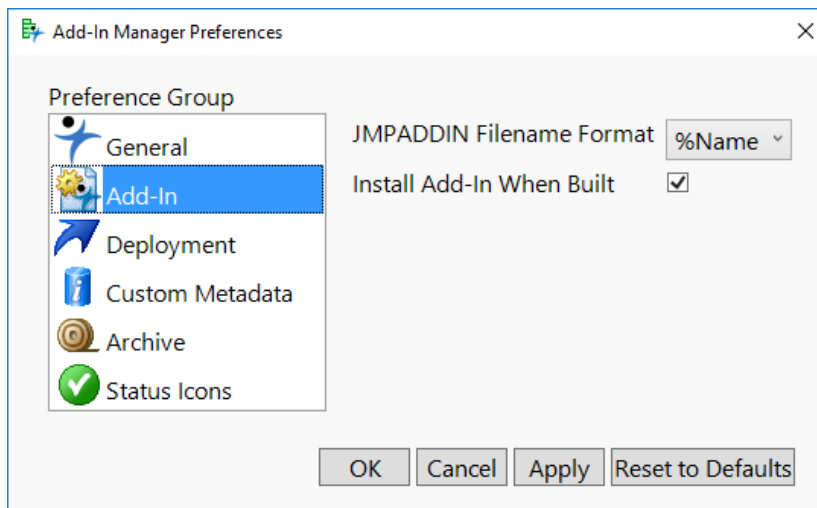 Add-In Manager Preferences
Preference Group
General
Add-In
Deployment
Custom Metadata
Archive
Status Icons
JMPADDIN Filename Format %Name
Install Add-In When Built
OK Cancel Apply Reset to Defaults